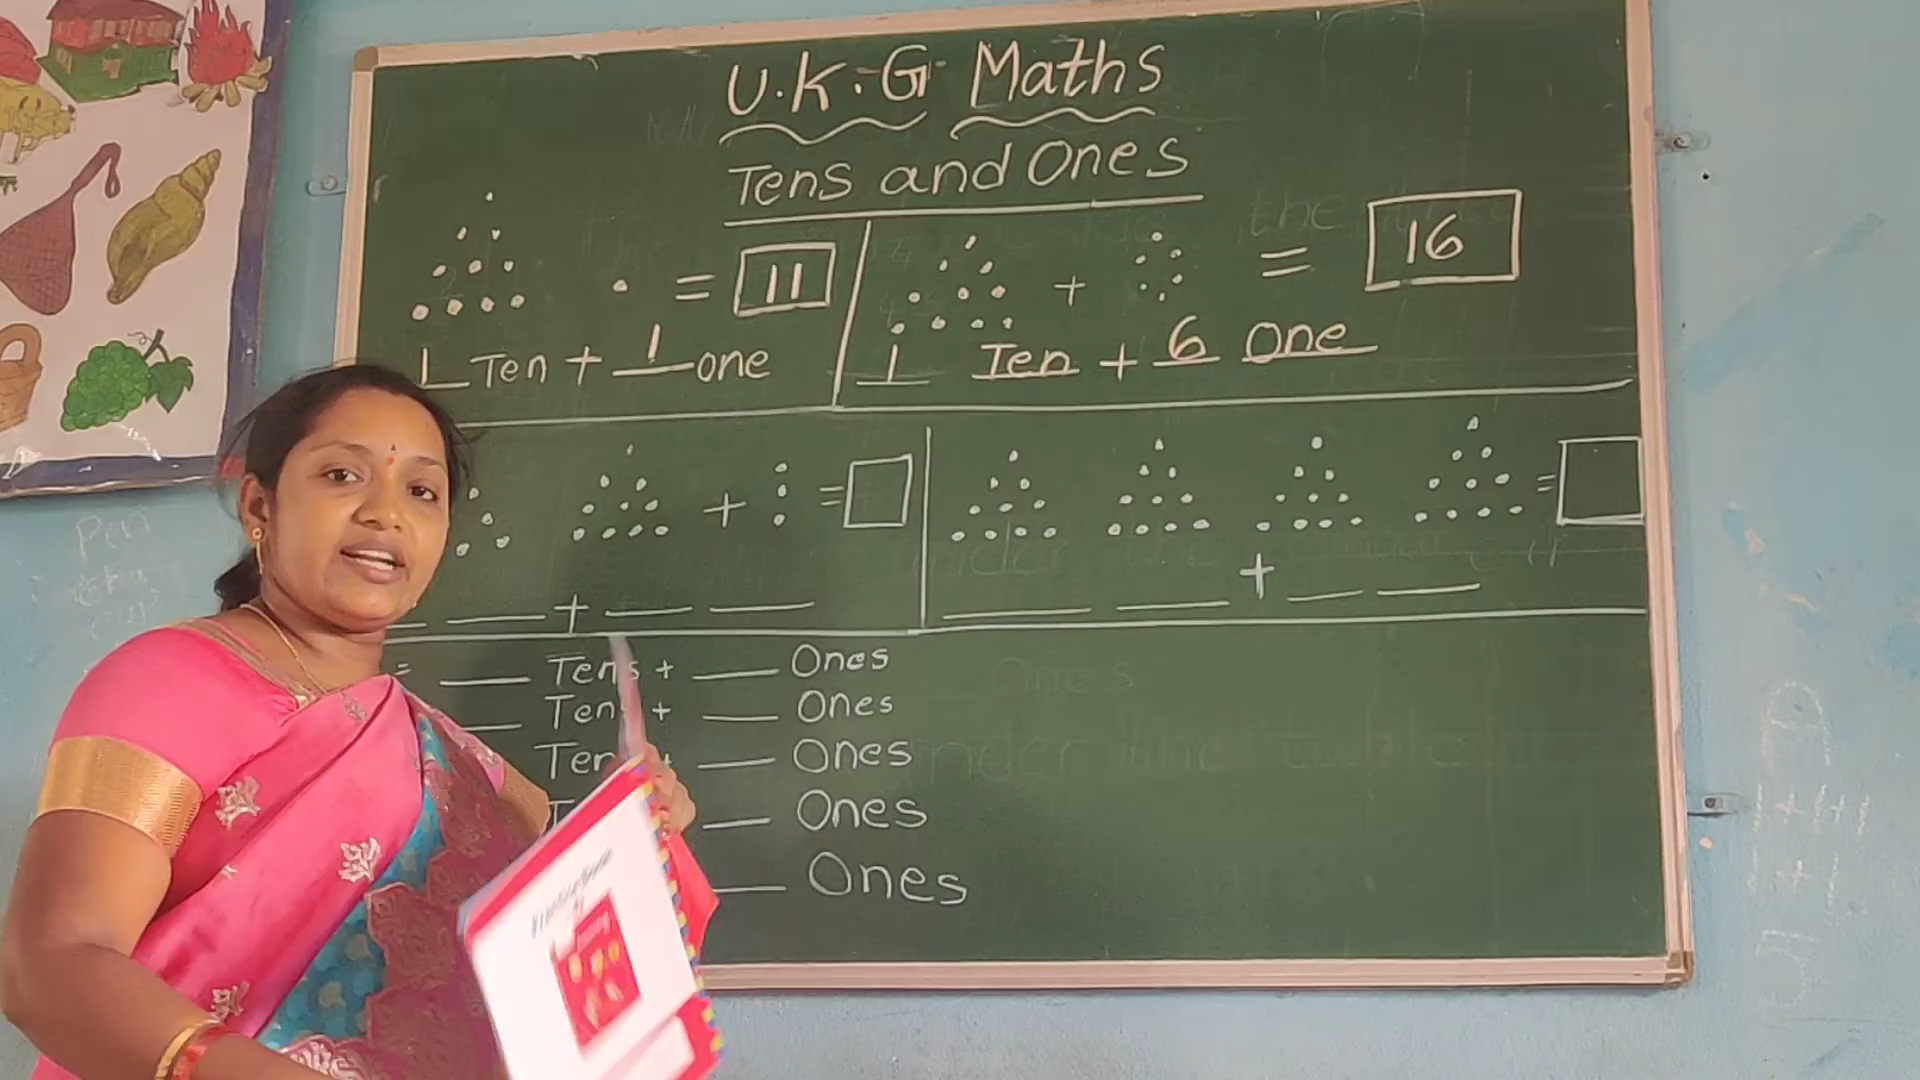 U.K.G Maths
Tens and Ones
= 11
1 Ten + 1 one
+ = 16
1 Ten + 6 One
+ =
=
+
+
= Tens + Ones
Tens + Ones
Tens + Ones
Ones
Ones